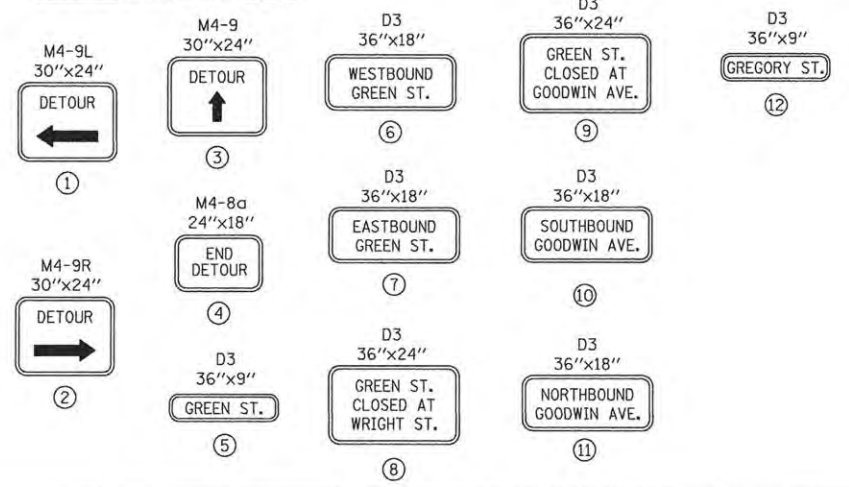 M4-9L
30"x24"
DETOUR
1
M4-9R
30"x24"
DETOUR
2
M4-9
30"x24"
DETOUR
3
M4-8a
24"x18"
END
DETOUR
4
D3
36"x9"
GREEN ST.
5
D3
36"x18"
WESTBOUND
GREEN ST.
6
D3
36"x18"
EASTBOUND
GREEN ST.
7
D3
36"x24"
GREEN ST.
CLOSED AT
WRIGHT ST.
8
D3
36"x24"
GREEN ST.
CLOSED AT
GOODWIN AVE.
9
D3
36"x18"
SOUTHBOUND
GOODWIN AVE.
10
D3
36"x18"
NORTHBOUND
GOODWIN AVE.
11
D3
36"x9"
GREGORY ST.
12